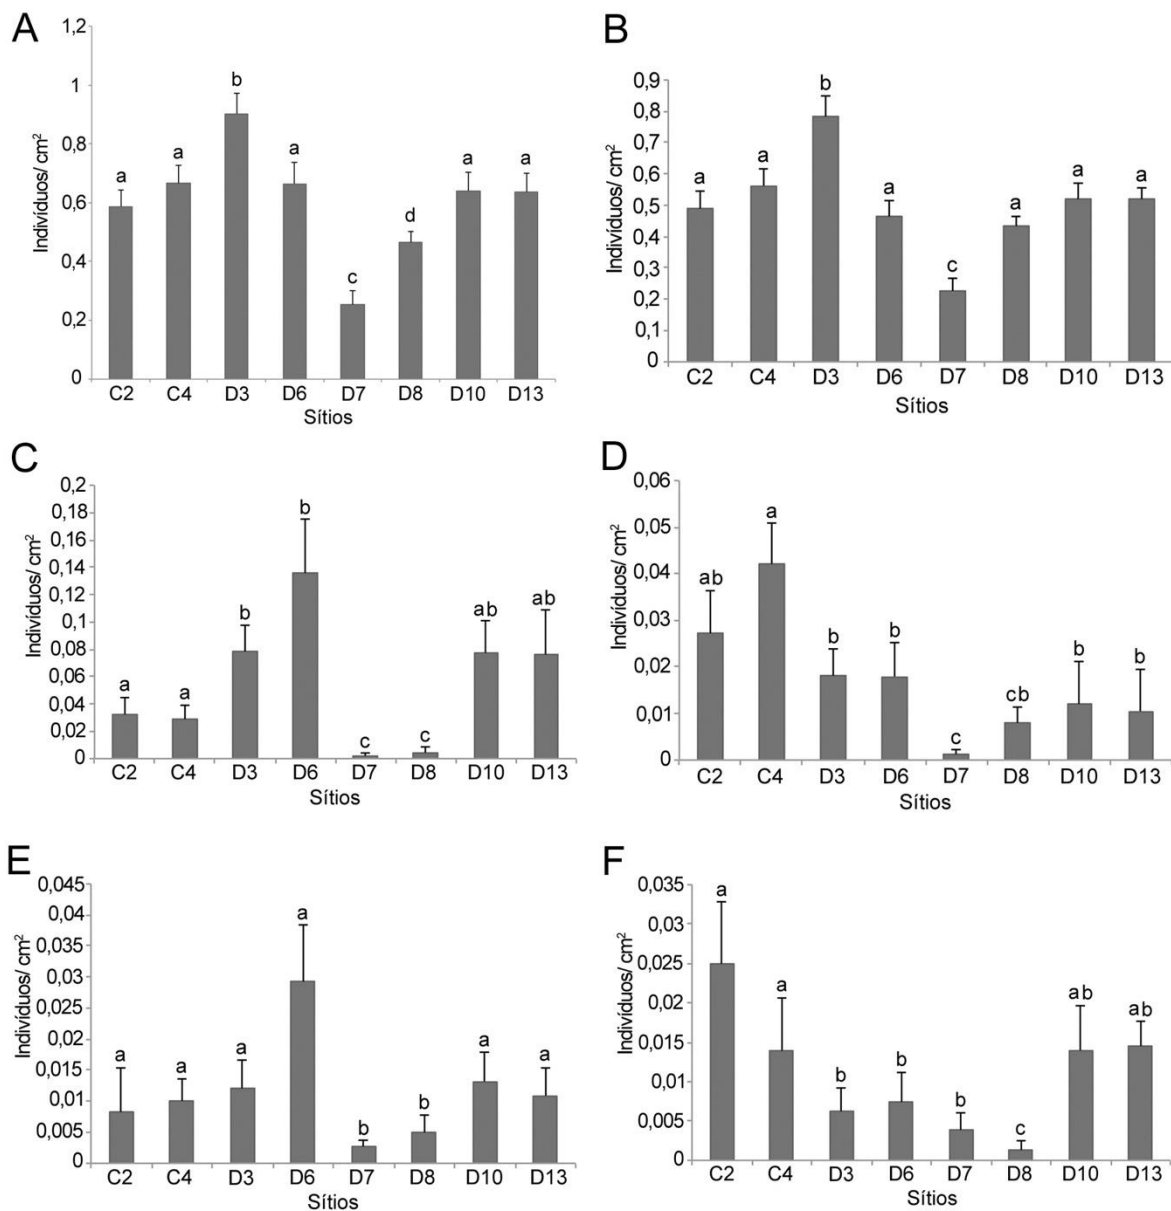 A
1,2
1
0,8
0,6
0,4
0,2
0
Indivíduos/ cm²
a
a
b
a
c
d
a
a
C2 C4 D3 D6 D7 D8 D10 D13
Sítios
B
0,9
0,8
0,7
0,6
0,5
0,4
0,3
0,2
0,1
0
Indivíduos/ cm²
a
a
b
a
c
a
a
a
C2 C4 D3 D6 D7 D8 D10 D13
Sítios
C
0,2
0,18
0,16
0,14
0,12
0,10
0,08
0,06
0,04
0,02
0
Indivíduos/ cm²
a
a
b
b
c
c
ab
ab
C2 C4 D3 D6 D7 D8 D10 D13
Sítios
D
0,06
0,05
0,04
0,03
0,02
0,01
0
Indivíduos/ cm²
ab
a
b
b
c
cb
b
b
C2 C4 D3 D6 D7 D8 D10 D13
Sítios
E
0,045
0,04
0,035
0,03
0,025
0,02
0,015
0,010
0,005
0
Indivíduos/ cm²
a
a
a
a
b
b
a
a
C2 C4 D3 D6 D7 D8 D10 D13
Sítios
F
0,035
0,03
0,025
0,02
0,015
0,01
0,005
0
Indivíduos/ cm²
a
a
b
b
b
c
ab
ab
C2 C4 D3 D6 D7 D8 D10 D13
Sítios